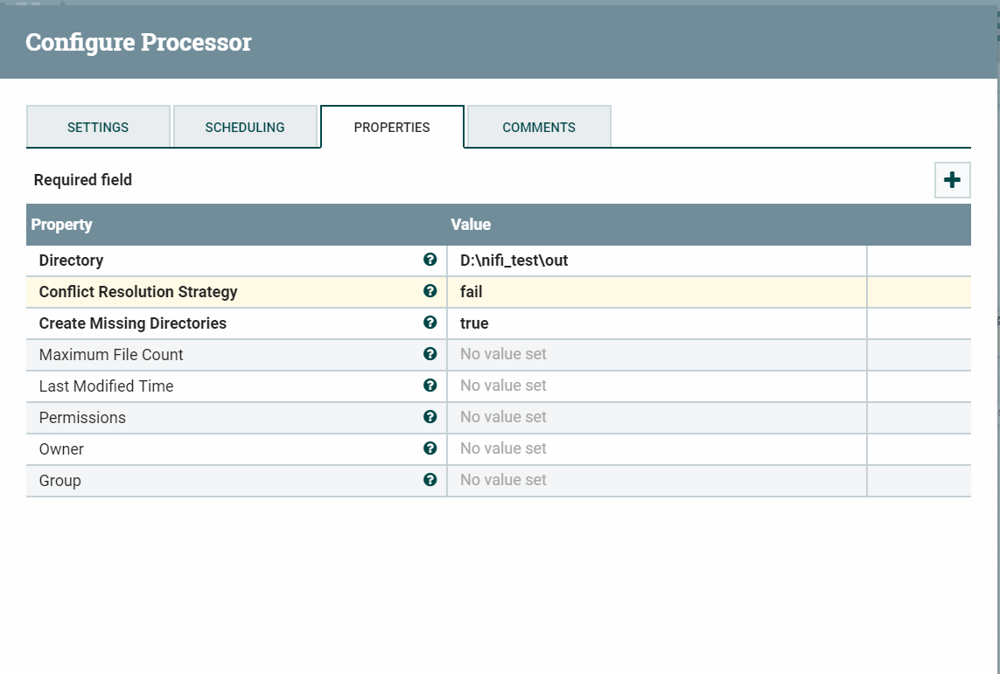 Configure Processor
SETTINGS SCHEDULING PROPERTIES COMMENTS
Required field
Property Value
Directory D:\nifi_test\out
Conflict Resolution Strategy fail
Create Missing Directories true
Maximum File Count No value set
Last Modified Time No value set
Permissions No value set
Owner No value set
Group No value set